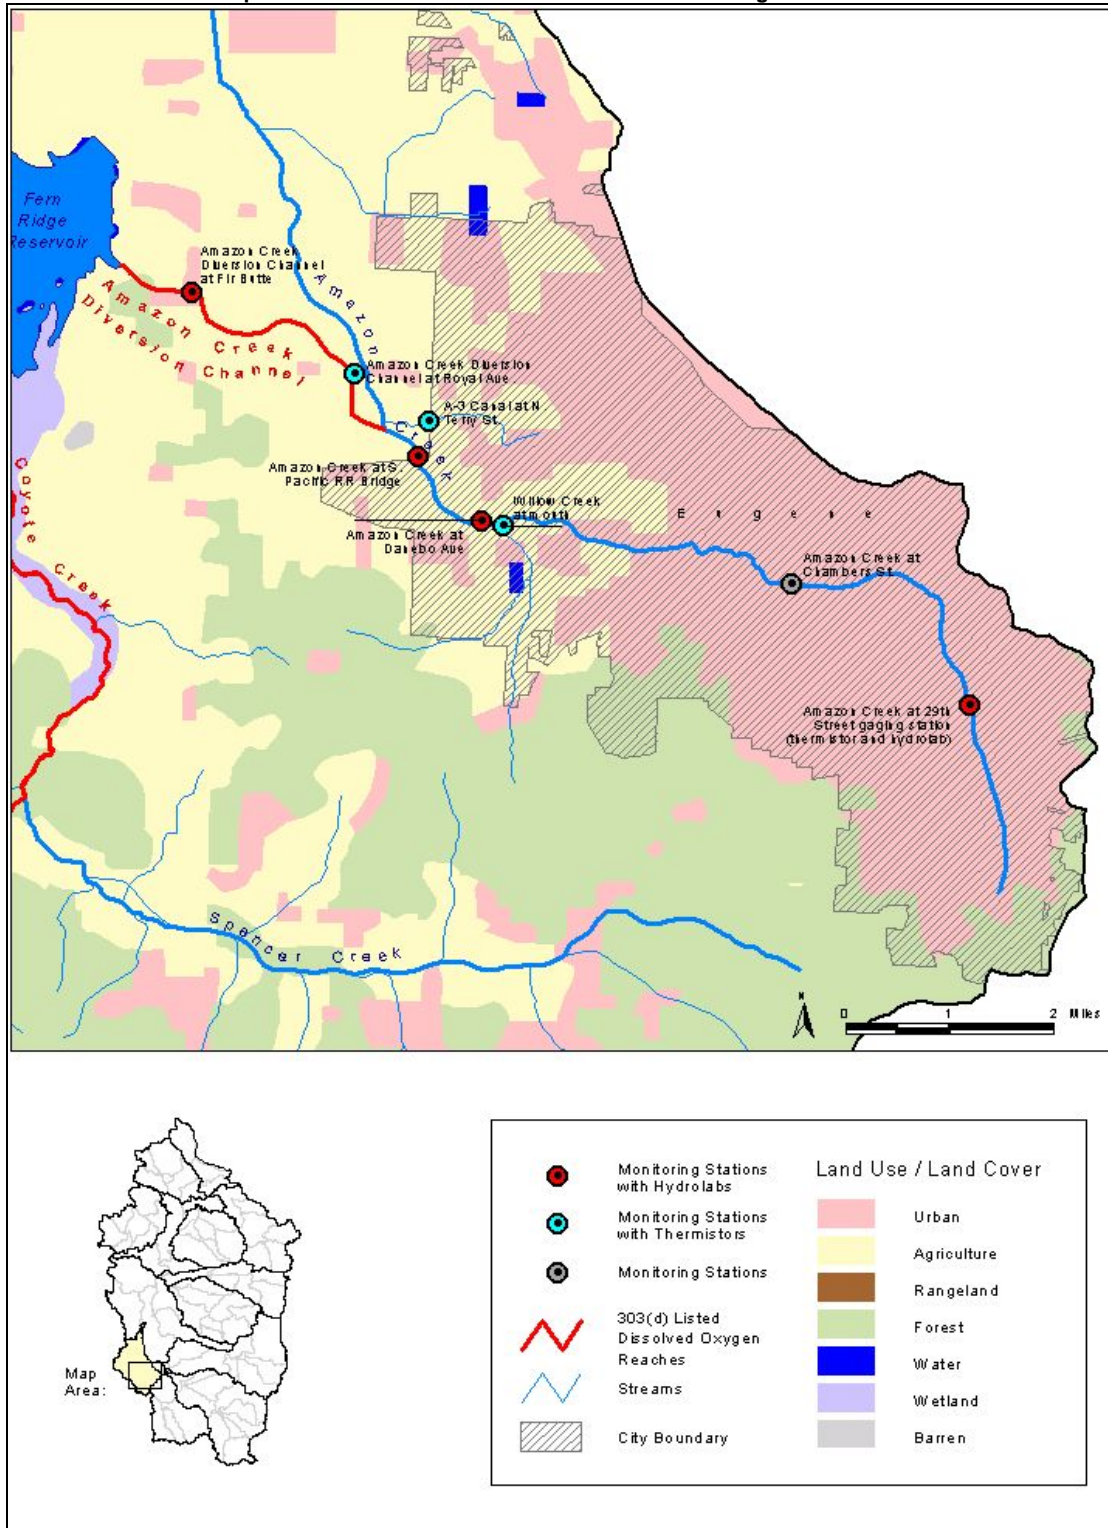 Fern
Ridge
Reservoir
Amazon Creek
Diversion Channel
at Fir Butte
Amazon Creek
Diversion Channel
Amazon
Creek
Amazon Creek Diversion
Channel at Royal Ave
A-3 Canal at N
Terry St.
Amazon Creek at S.
Pacific RR Bridge
Willow Creek
at mouth
Amazon Creek at
Danebo Ave
Eugene
Amazon Creek at
Chambers St.
Coyote
Creek
Amazon Creek at 29th
Street gaging station
(thermistor and hydrolab)
Spencer Creek
N
0 1 2 Miles
Map
Area:
Monitoring Stations
with Hydrolabs
Monitoring Stations
with Thermistors
Monitoring Stations
303(d) Listed
Dissolved Oxygen
Reaches
Streams
City Boundary
Land Use / Land Cover
Urban
Agriculture
Rangeland
Forest
Water
Wetland
Barren